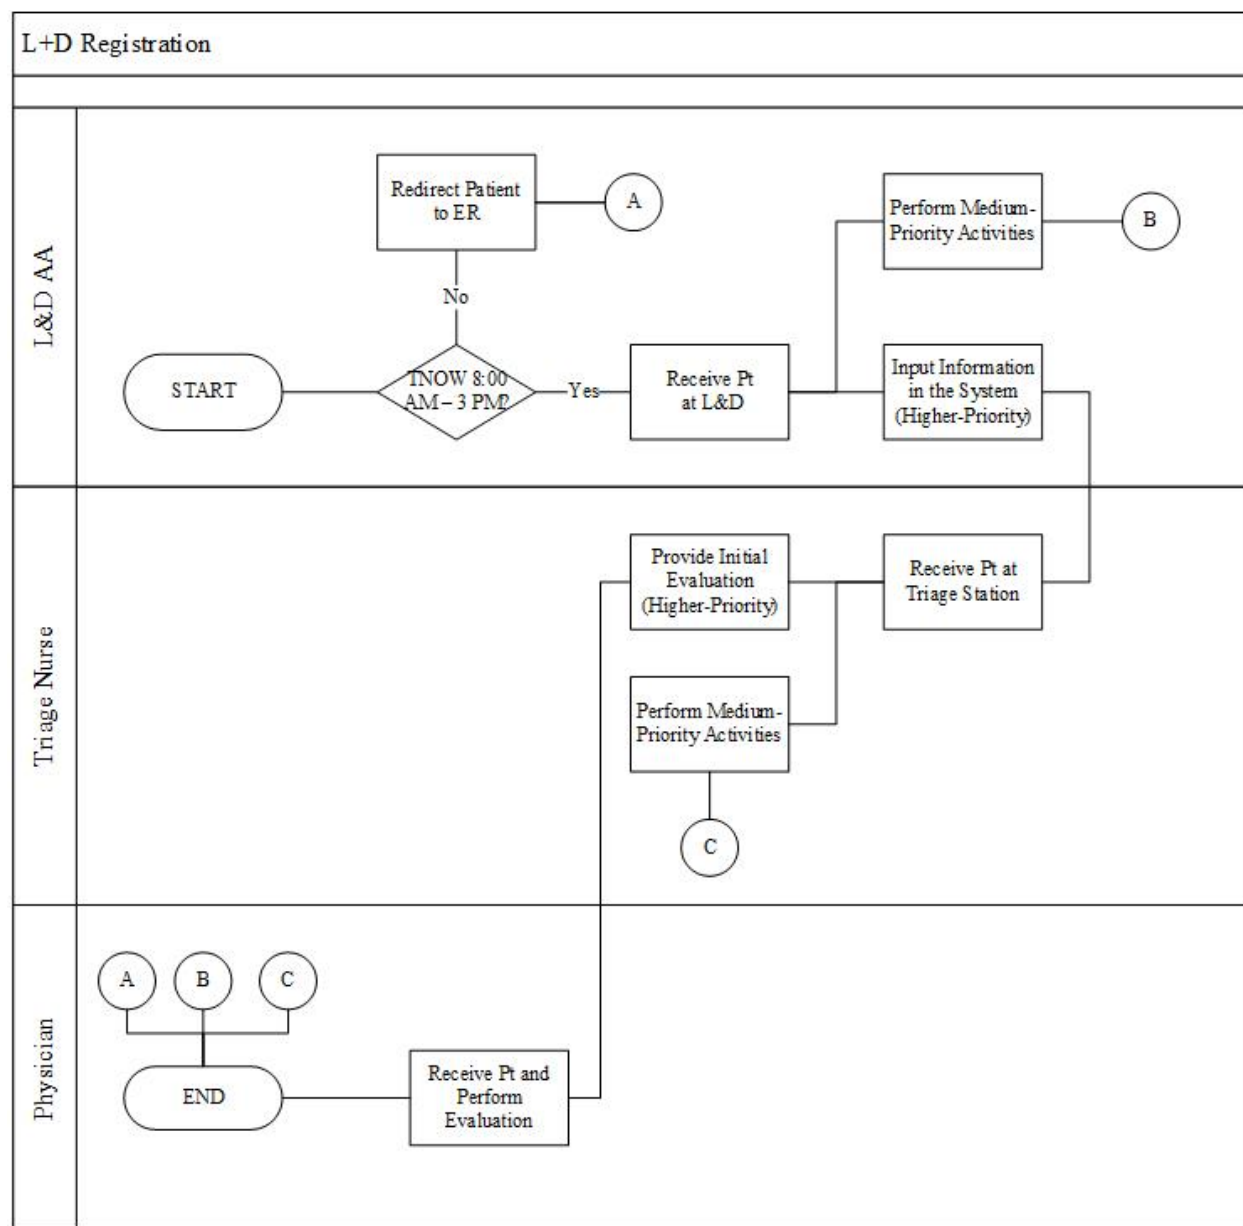 L+D Registration
L&D AA
Redirect Patient
to ER
A
Perform Medium-
Priority Activities
B
No
START
TNOW 8:00
AM – 3 PM?
Yes
Receive Pt
at L&D
Input Information
in the System
(Higher-Priority)
Triage Nurse
Provide Initial
Evaluation
(Higher-Priority)
Receive Pt at
Triage Station
Perform Medium-
Priority Activities
C
Physician
A
B
C
END
Receive Pt and
Perform
Evaluation